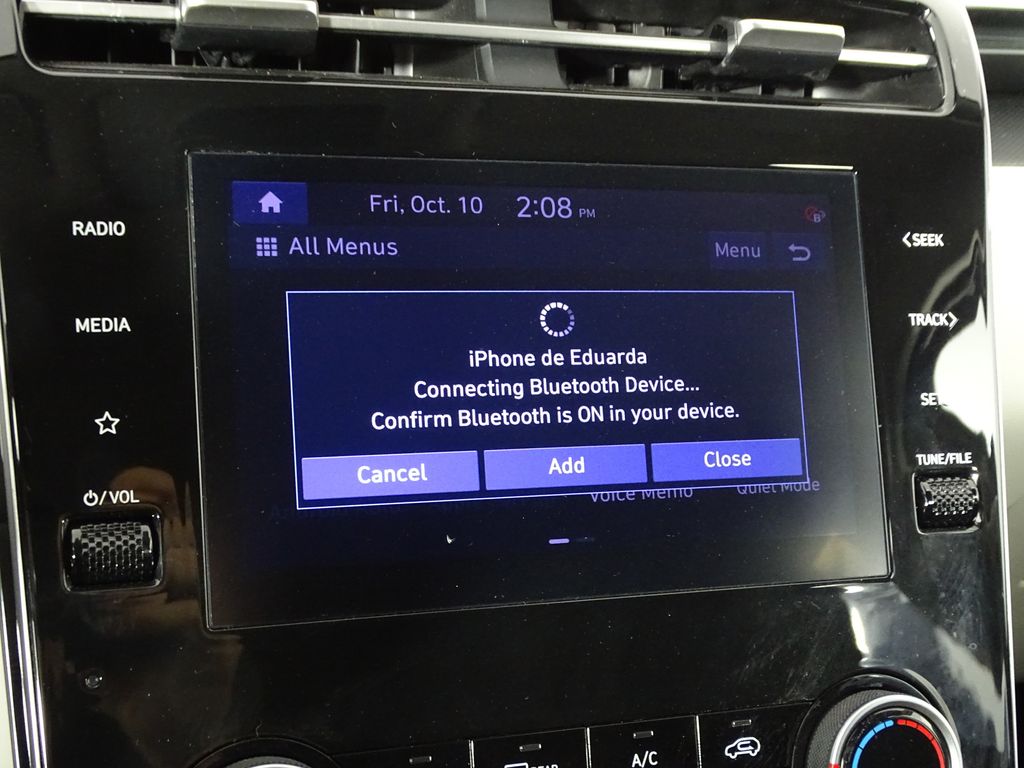 Fri, Oct. 10 2:08 PM
All Menus Menu
RADIO
MEDIA
/VOL
<SEEK
TRACK>
TUNE/FILE
iPhone de Eduarda
Connecting Bluetooth Device...
Confirm Bluetooth is ON in your device.
Cancel Add Close
Voice Memo Quiet Mode
A/C